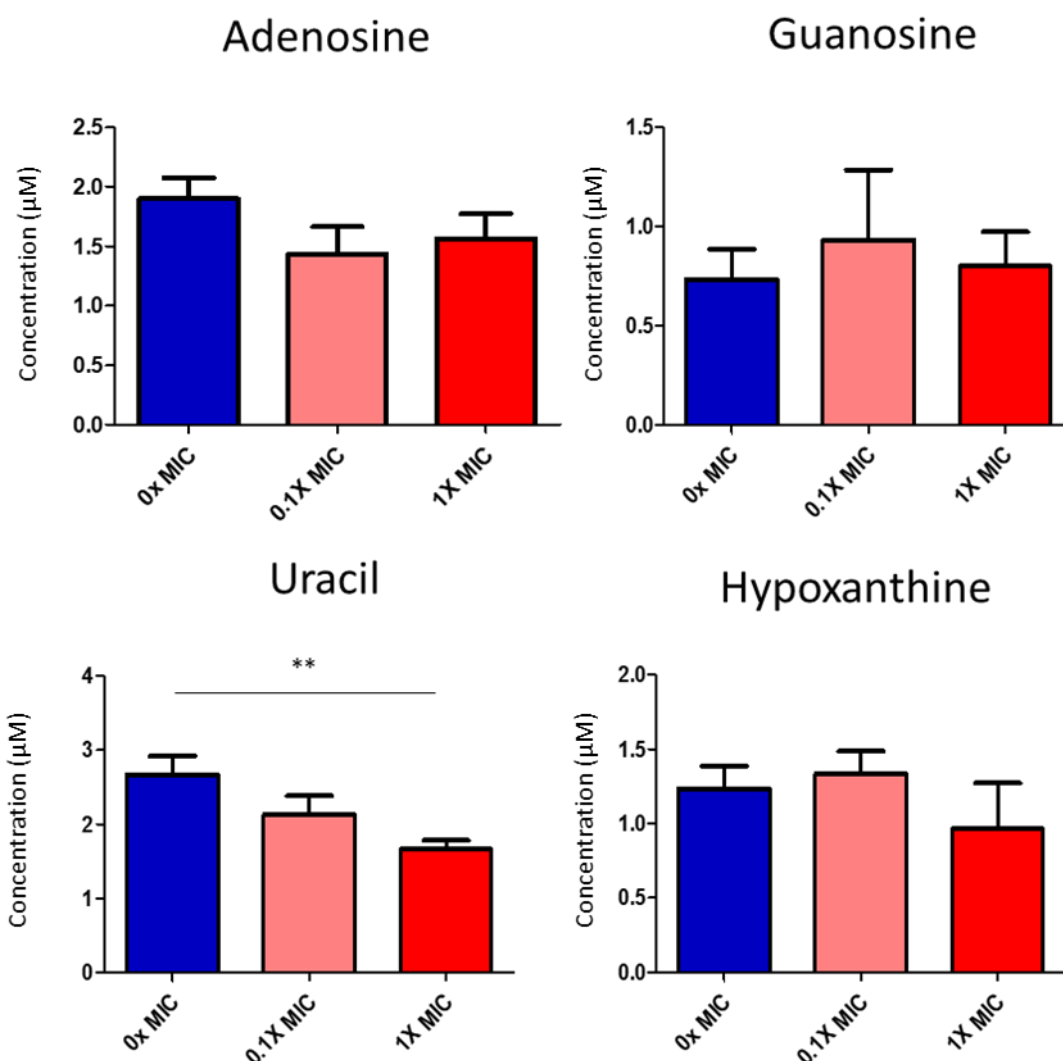 Adenosine
Concentration (µM)
2.5
2.0
1.5
1.0
0.5
0.0
0x MIC
0.1X MIC
1X MIC
Guanosine
Concentration (µM)
1.5
1.0
0.5
0.0
0x MIC
0.1X MIC
1X MIC
Uracil
Concentration (µM)
4
3
2
1
0
**
0x MIC
0.1X MIC
1X MIC
Hypoxanthine
Concentration (µM)
2.0
1.5
1.0
0.5
0.0
0x MIC
0.1X MIC
1X MIC